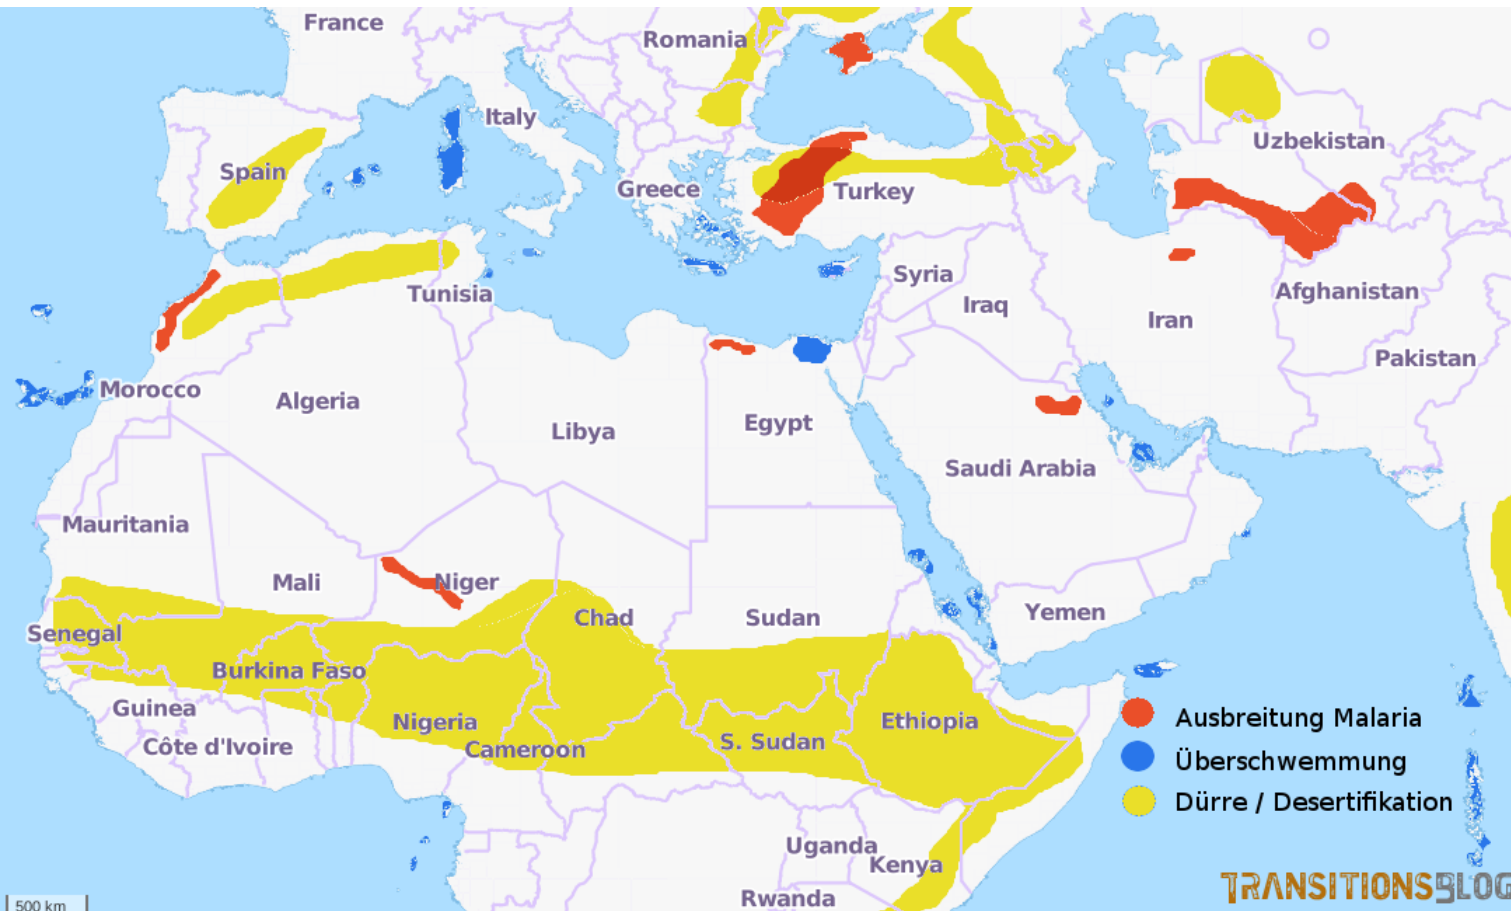 France
Romania
Italy
Uzbekistan
Spain
Greece
Turkey
Syria
Tunisia
Iraq
Afghanistan
Iran
Pakistan
Morocco
Algeria
Libya
Egypt
Saudi Arabia
Mauritania
Mali
Niger
Chad
Sudan
Yemen
Senegal
Burkina Faso
Guinea
Nigeria
Ethiopia
Côte d'Ivoire
Cameroon
S. Sudan
Ausbreitung Malaria
Überschwemmung
Dürre / Desertifikation
Uganda
Kenya
Rwanda
TRANSITIONSBLOG
500 km